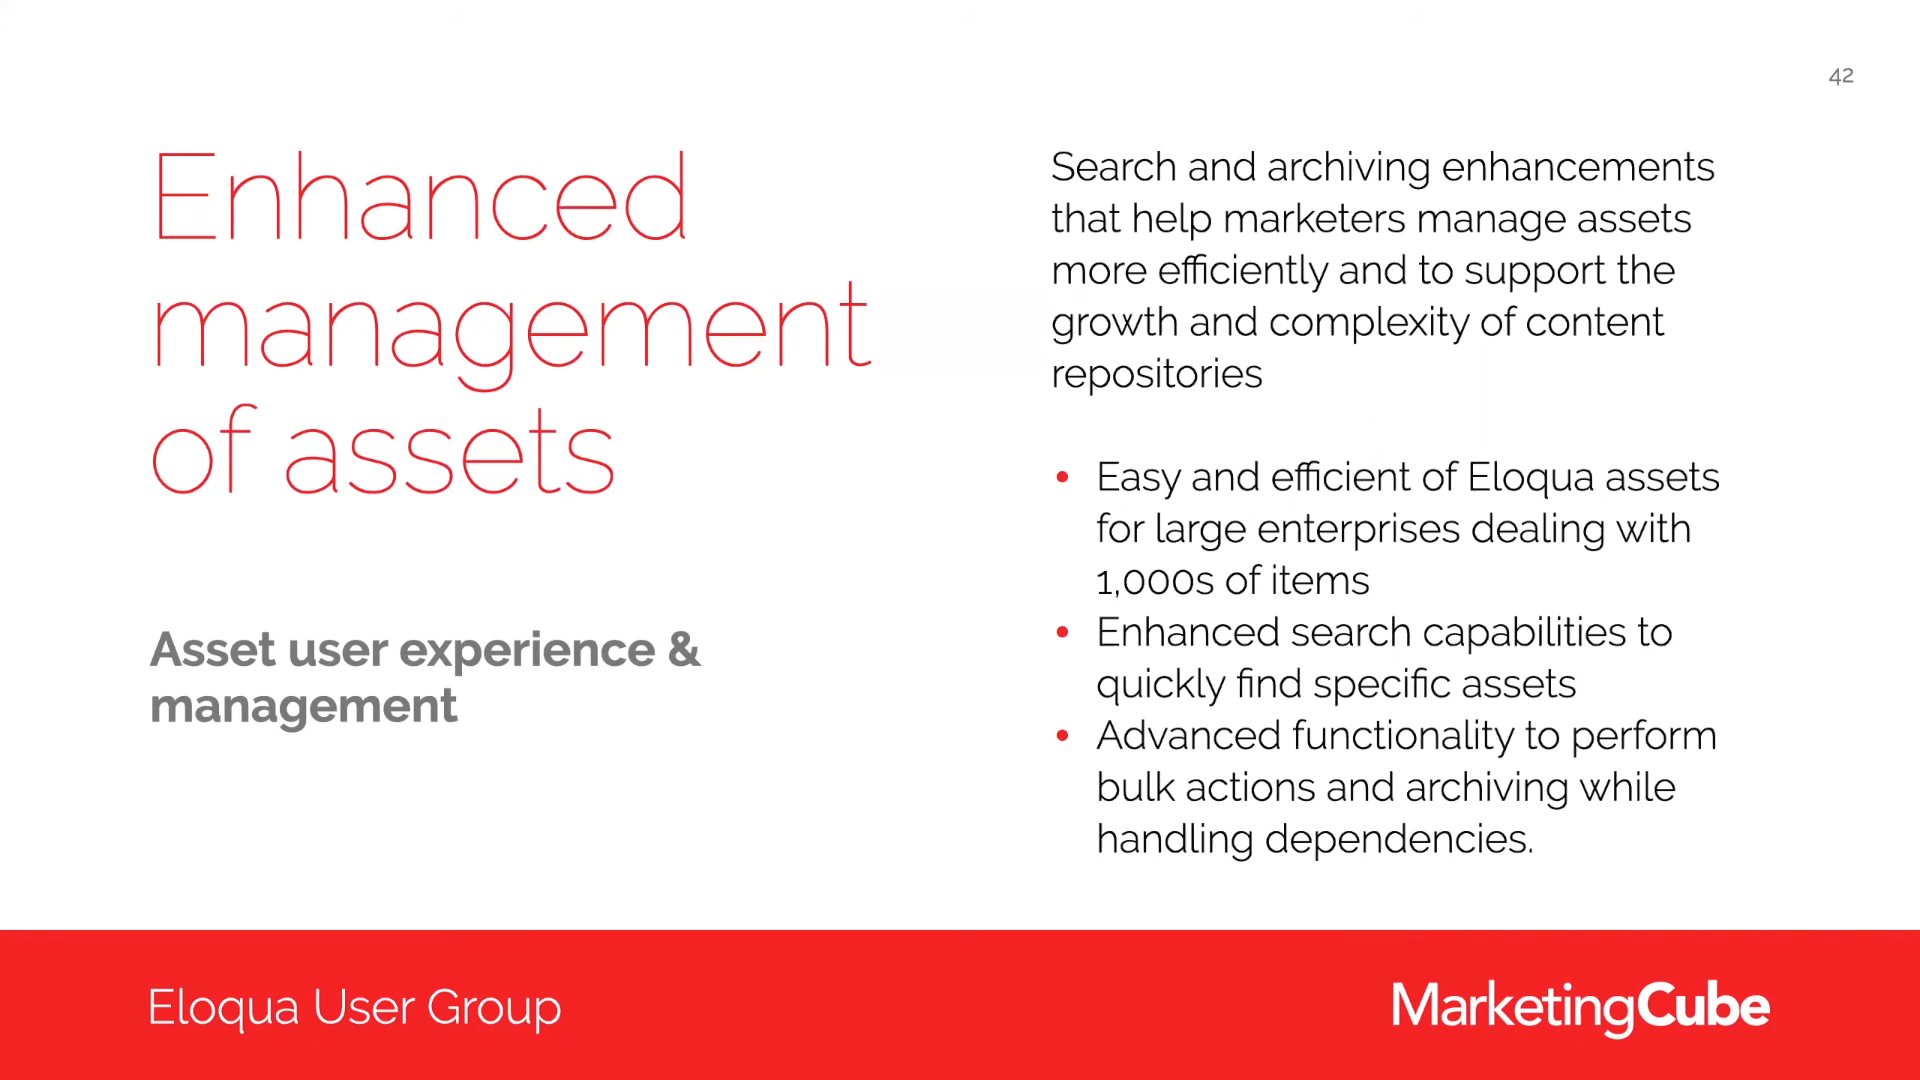 42
Enhanced
management
of assets
Asset user experience &
management
Search and archiving enhancements
that help marketers manage assets
more efficiently and to support the
growth and complexity of content
repositories
• Easy and efficient of Eloqua assets
for large enterprises dealing with
1,000s of items
• Enhanced search capabilities to
quickly find specific assets
• Advanced functionality to perform
bulk actions and archiving while
handling dependencies.
Eloqua User Group
MarketingCube